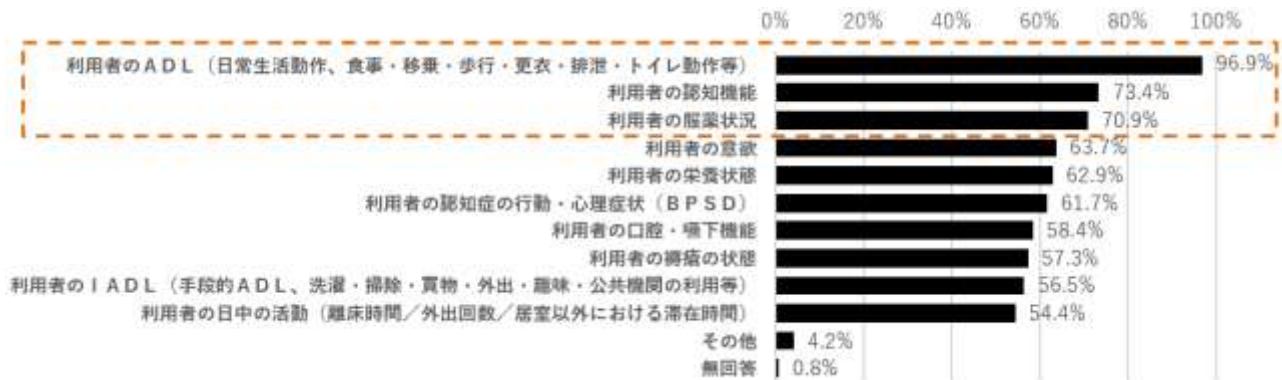 0% 20% 40% 60% 80% 100%
利用者のＡＤＬ（日常生活動作、食事・移乗・歩行・更衣・排泄・トイレ動作等） 96.9%
利用者の認知機能 73.4%
利用者の服薬状況 70.9%
利用者の意欲 63.7%
利用者の栄養状態 62.9%
利用者の認知症の行動・心理症状（ＢＰＳＤ） 61.7%
利用者の口腔・嚥下機能 58.4%
利用者の褥瘡の状態 57.3%
利用者のＩＡＤＬ（手段的ＡＤＬ、洗濯・掃除・買物・外出・趣味・公共機関の利用等） 56.5%
利用者の日中の活動（離床時間／外出回数／居室以外における滞在時間） 54.4%
その他 4.2%
無回答 0.8%